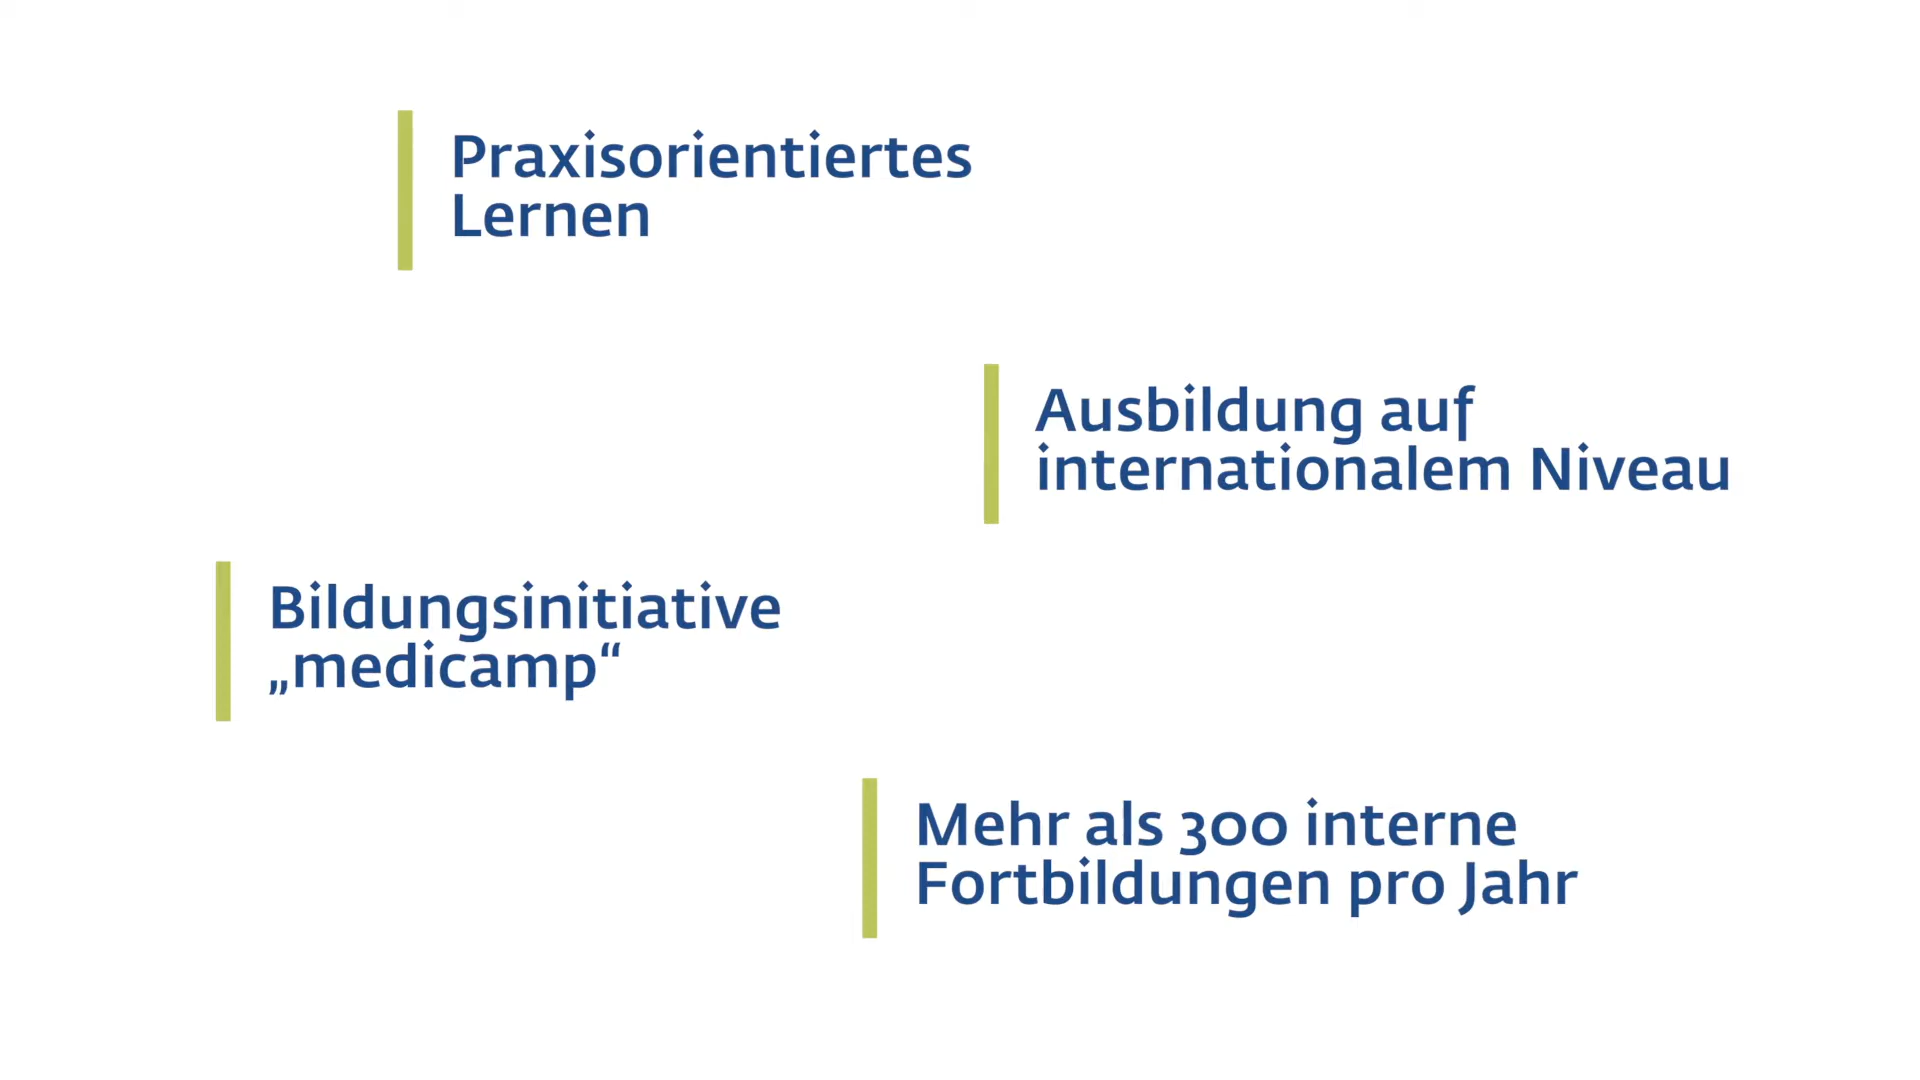 Praxisorientiertes
Lernen
Ausbildung auf
internationalem Niveau
Bildungsinitiative
„medicamp“
Mehr als 300 interne
Fortbildungen pro Jahr